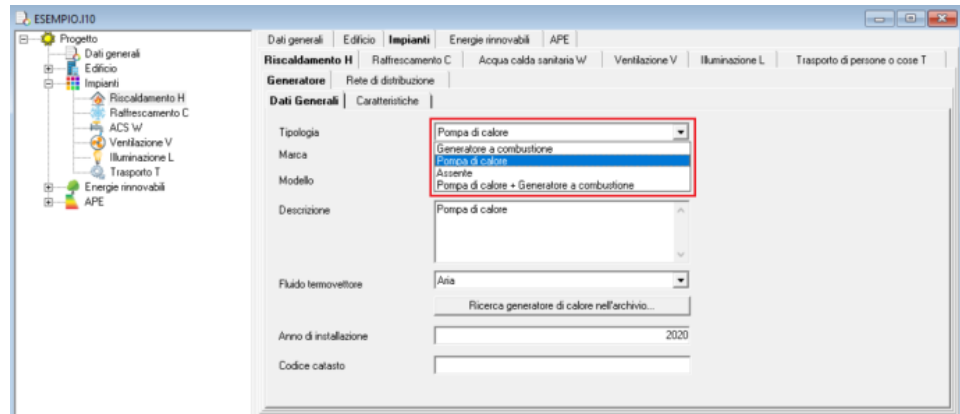 ESEMPIO.I10
Progetto
Dati generali
Edificio
Impianti
Riscaldamento H
Raffrescamento C
ACS W
Ventilazione V
Illuminazione L
Trasporto T
Energie rinnovabili
APE
Dati generali Edificio Impianti Energie rinnovabili APE
Riscaldamento H Raffrescamento C Acqua calda sanitaria W Ventilazione V Illuminazione L Trasporto di persone o cose T
Generatore Rete di distribuzione
Dati Generali Caratteristiche
Tipologia Pompa di calore
Generatore a combustione
Marca Pompa di calore
Assente
Modello Pompa di calore + Generatore a combustione
Descrizione Pompa di calore
Fluido termovettore Aria
Ricerca generatore di calore nell'archivio...
Anno di installazione 2020
Codice catasto